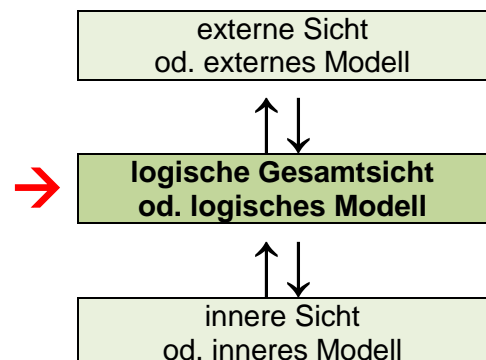 externe Sicht
od. externes Modell
logische Gesamtsicht
od. logisches Modell
innere Sicht
od. inneres Modell